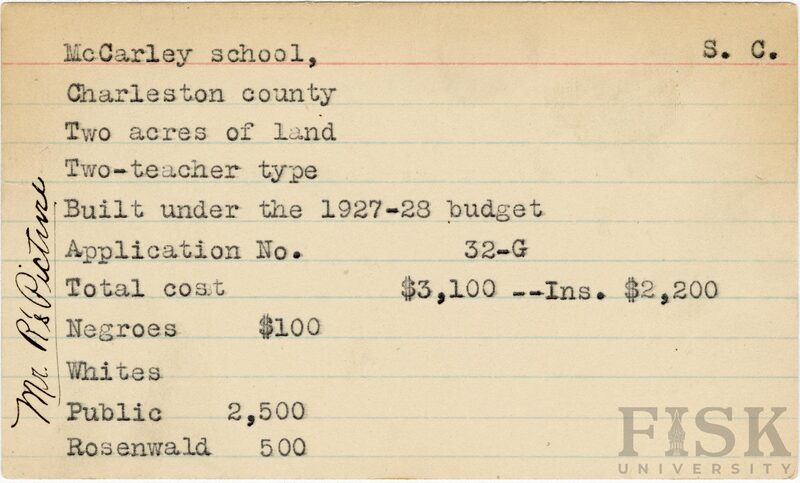 McCarley school, S. C.
Charleston county
Two acres of land
Two-teacher type
Built under the 1927-28 budget
Application No. 32-G
Total cost $3,100 --Ins. $2,200
Negroes $100
Whites
Public 2,500
Rosenwald 500
Mr. R's Picture
FISK
UNIVERSITY